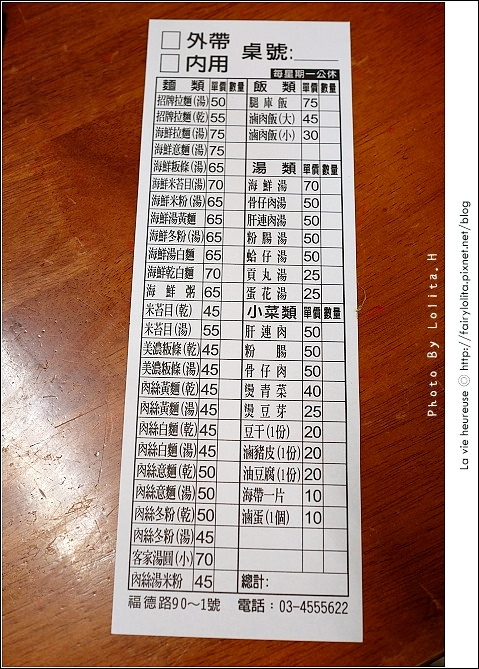 外帶
內用
桌號:
每星期一公休
麵類 單價 數量
招牌拉麵(湯) 50
招牌拉麵(乾) 55
海鮮拉麵(湯) 75
海鮮意麵(湯) 75
海鮮粄條(湯) 65
海鮮米苔目(湯) 70
海鮮米粉(湯) 65
海鮮湯黃麵 65
海鮮冬粉(湯) 65
海鮮湯白麵 65
海鮮乾白麵 70
海鮮粥 65
米苔目(乾) 45
米苔目(湯) 55
美濃粄條(乾) 45
美濃粄條(湯) 45
肉絲黃麵(乾) 45
肉絲黃麵(湯) 45
肉絲白麵(乾) 45
肉絲白麵(湯) 45
肉絲意麵(乾) 50
肉絲意麵(湯) 50
肉絲冬粉(乾) 50
肉絲冬粉(湯) 45
客家湯圓(小) 70
肉絲湯米粉 45
飯類 單價 數量
腿庫飯 75
滷肉飯(大) 45
滷肉飯(小) 30
湯類 單價 數量
海鮮湯 70
骨仔肉湯 50
肝連肉湯 50
粉腸湯 50
蛤仔湯 50
貢丸湯 25
蛋花湯 25
小菜類 單價 數量
肝連肉 50
粉腸 50
骨仔肉 50
燙青菜 40
燙豆芽 25
豆干(1份) 20
滷豬皮(1份) 20
油豆腐(1份) 20
海帶一片 10
滷蛋(1個) 10
總計:
福德路90~1號 電話:03-4555622
Photo By Lolita.H
La vie heureuse ◎ http://fairylolita.pixnet.net/blog